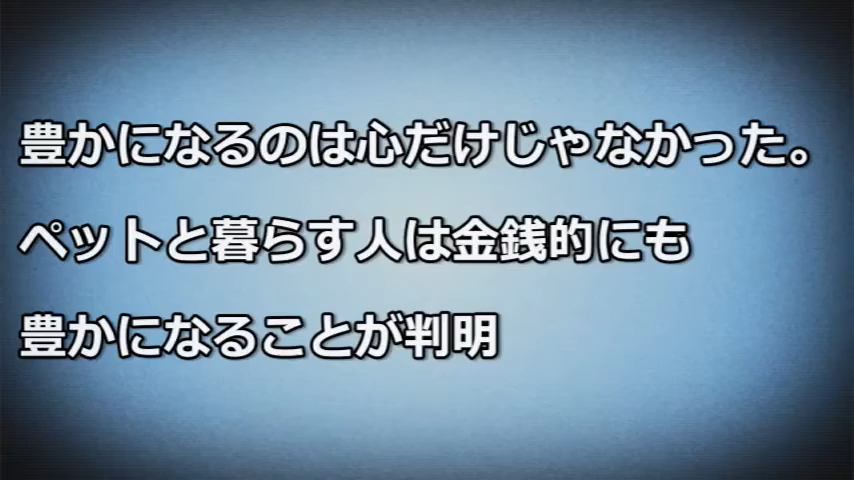 豊かになるのは心だけじゃなかった。
ペットと暮らす人は金銭的にも
豊かになることが判明